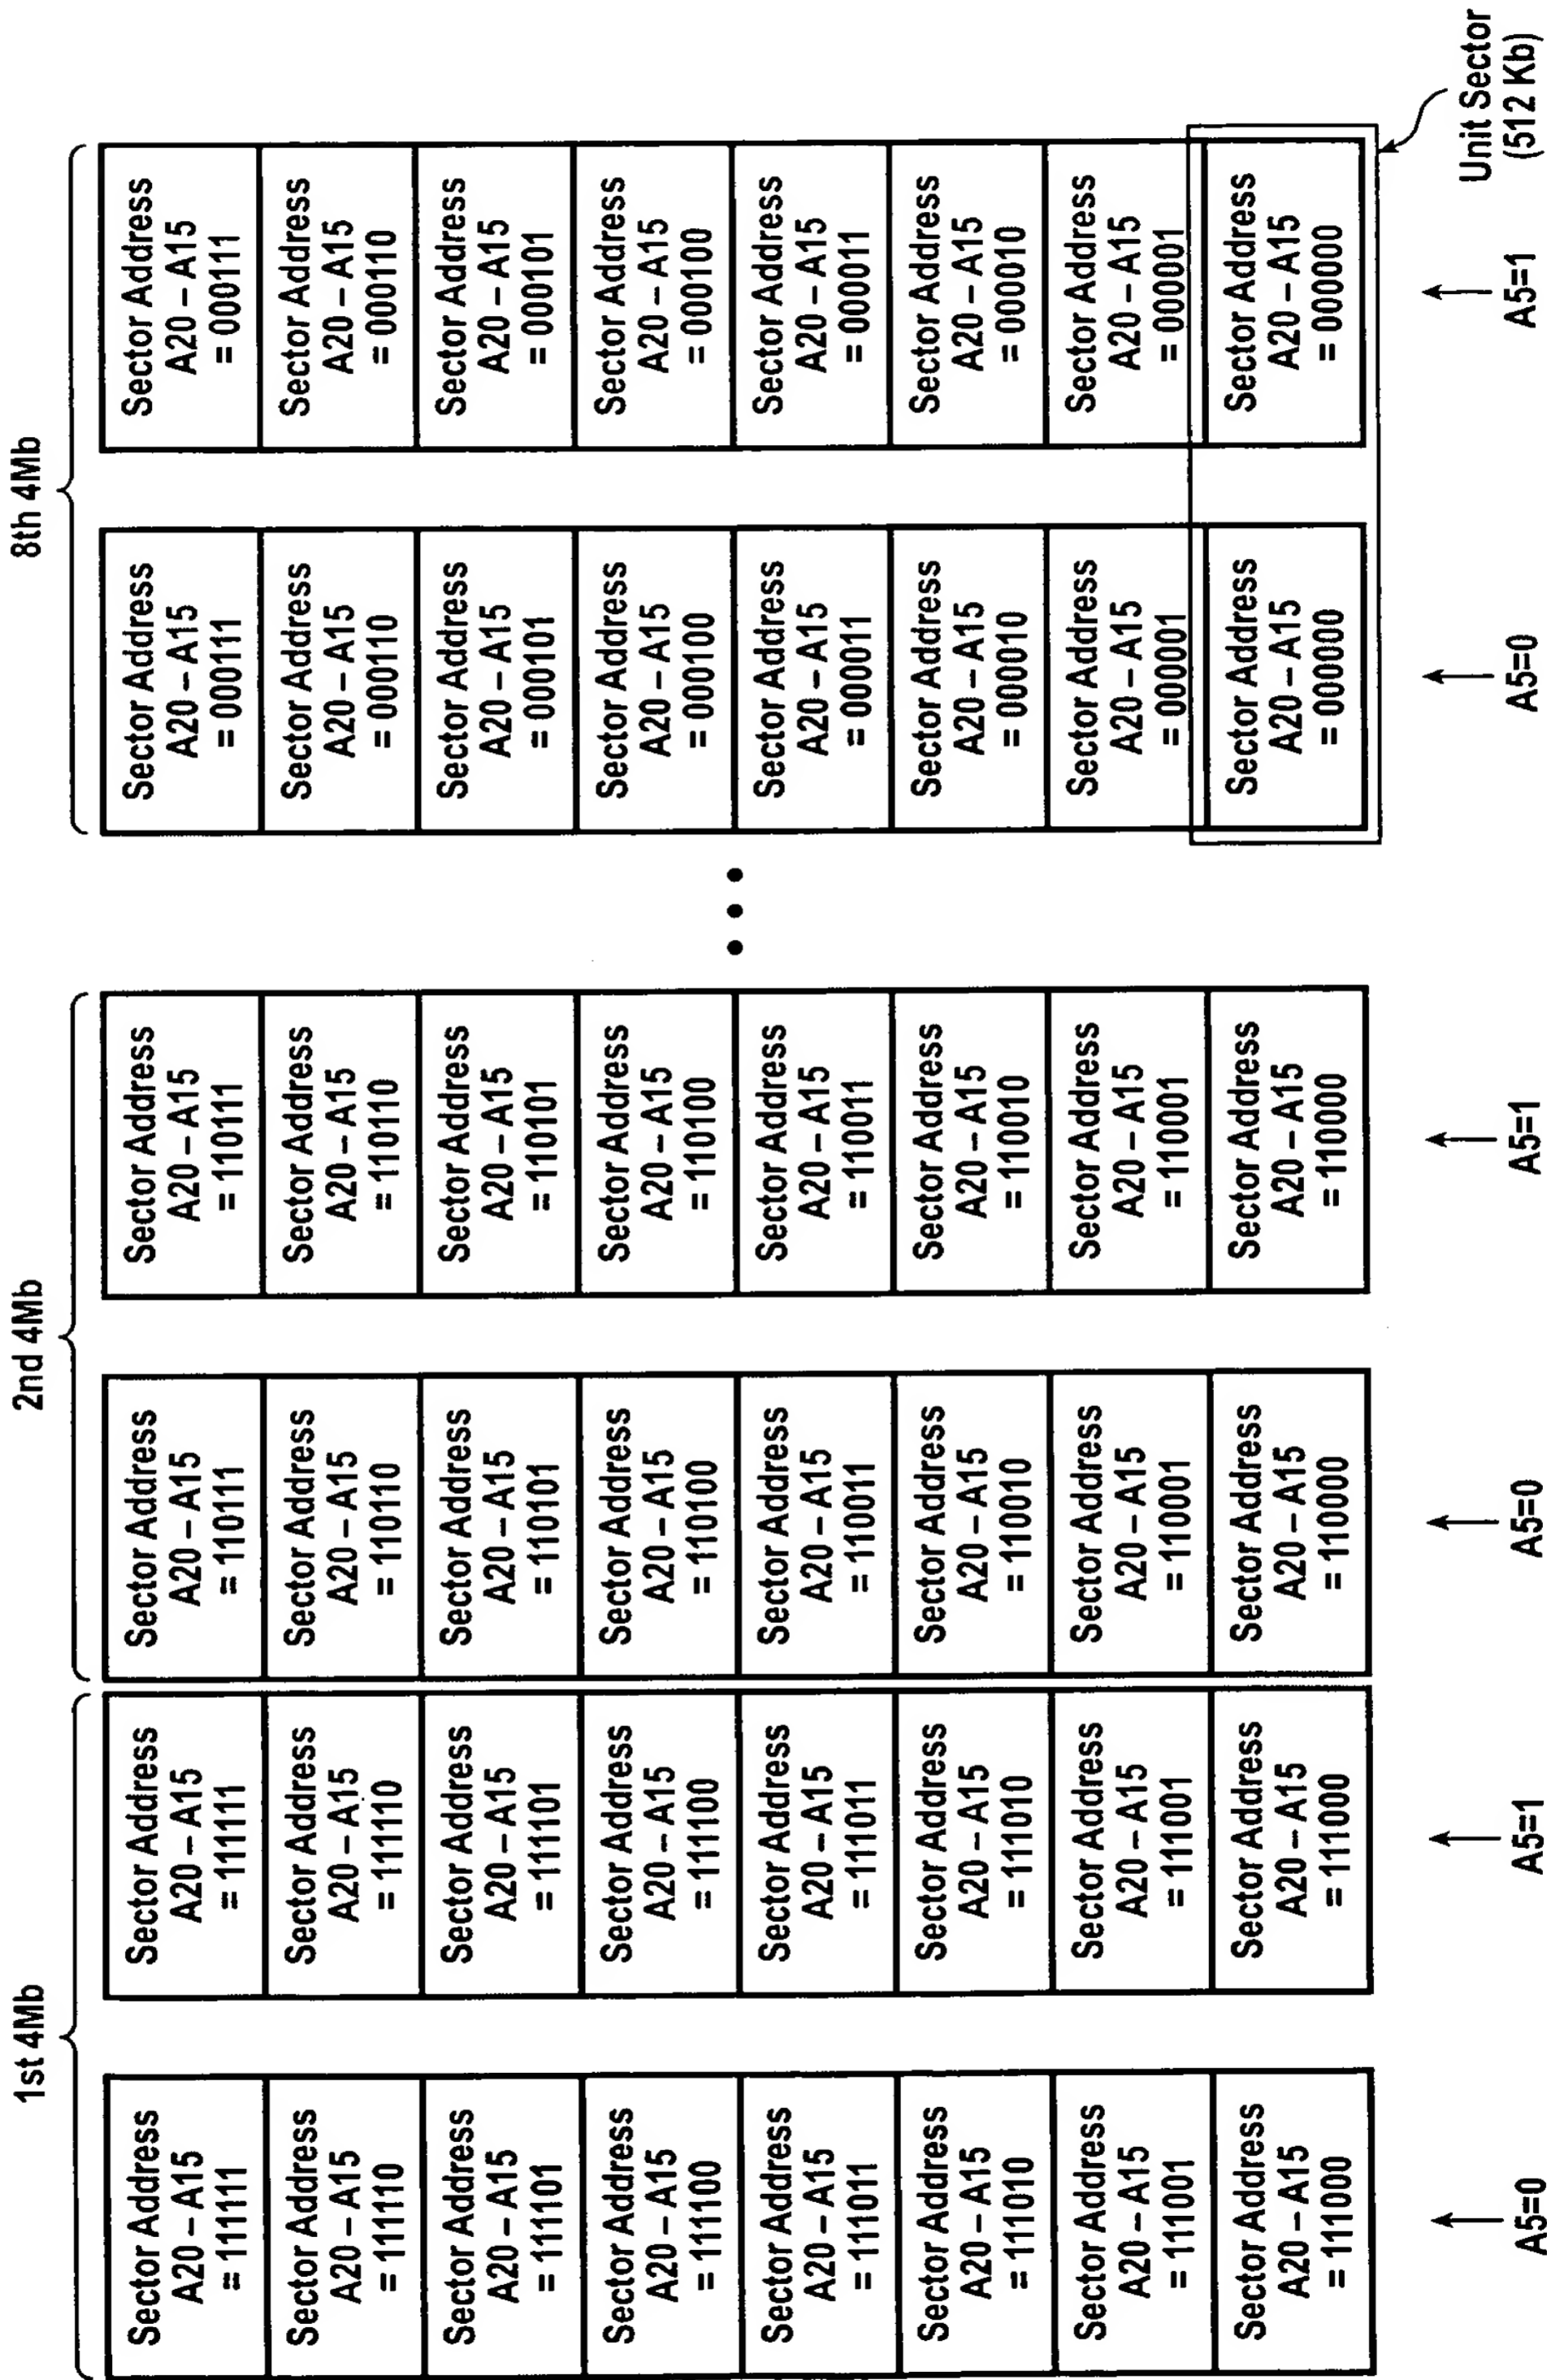 1st 4Mb
Sector Address
A20 – A15
= 111111
Sector Address
A20 – A15
= 111110
Sector Address
A20 – A15
= 111101
Sector Address
A20 – A15
= 111100
Sector Address
A20 – A15
= 111011
Sector Address
A20 – A15
= 111010
Sector Address
A20 – A15
= 111001
Sector Address
A20 – A15
= 111000
A5=0
Sector Address
A20 – A15
= 111111
Sector Address
A20 – A15
= 111110
Sector Address
A20 – A15
= 111101
Sector Address
A20 – A15
= 111100
Sector Address
A20 – A15
= 111011
Sector Address
A20 – A15
= 111010
Sector Address
A20 – A15
= 111001
Sector Address
A20 – A15
= 111000
A5=1
2nd 4Mb
Sector Address
A20 – A15
= 110111
Sector Address
A20 – A15
= 110110
Sector Address
A20 – A15
= 110101
Sector Address
A20 – A15
= 110100
Sector Address
A20 – A15
= 110011
Sector Address
A20 – A15
= 110010
Sector Address
A20 – A15
= 110001
Sector Address
A20 – A15
= 110000
A5=0
Sector Address
A20 – A15
= 110111
Sector Address
A20 – A15
= 110110
Sector Address
A20 – A15
= 110101
Sector Address
A20 – A15
= 110100
Sector Address
A20 – A15
= 110011
Sector Address
A20 – A15
= 110010
Sector Address
A20 – A15
= 110001
Sector Address
A20 – A15
= 110000
A5=1
8th 4Mb
Sector Address
A20 – A15
= 000111
Sector Address
A20 – A15
= 000110
Sector Address
A20 – A15
= 000101
Sector Address
A20 – A15
= 000100
Sector Address
A20 – A15
= 000011
Sector Address
A20 – A15
= 000010
Sector Address
A20 – A15
= 000001
Sector Address
A20 – A15
= 000000
A5=0
Sector Address
A20 – A15
= 000111
Sector Address
A20 – A15
= 000110
Sector Address
A20 – A15
= 000101
Sector Address
A20 – A15
= 000100
Sector Address
A20 – A15
= 000011
Sector Address
A20 – A15
= 000010
Sector Address
A20 – A15
= 000001
Sector Address
A20 – A15
= 000000
A5=1
Unit Sector
(512 Kb)